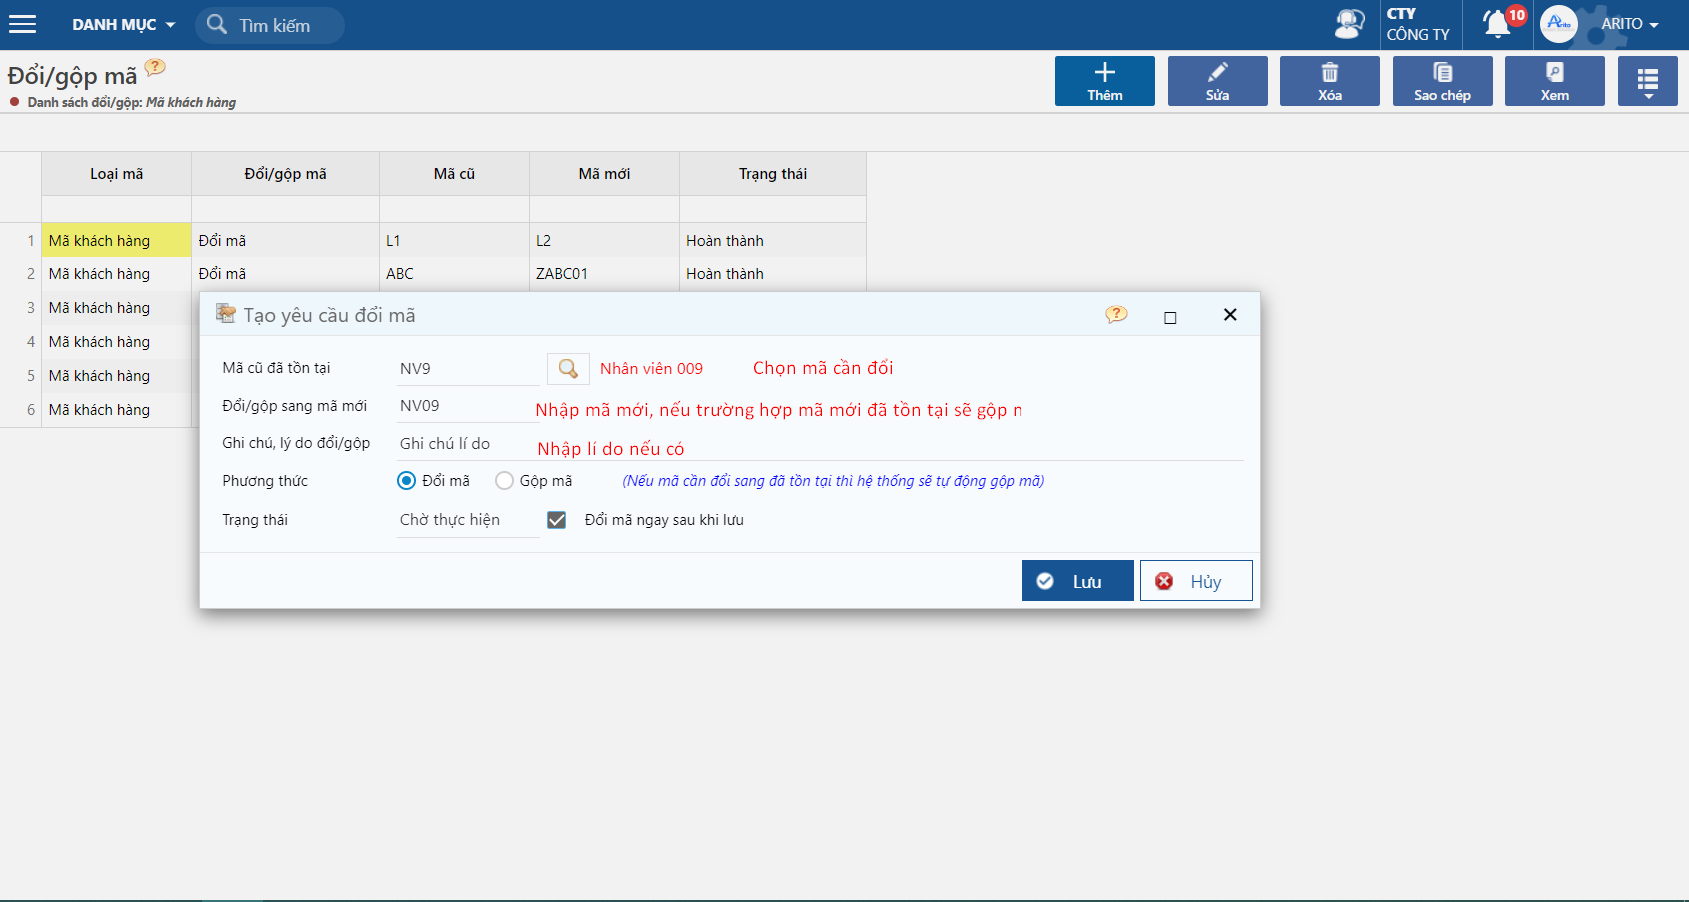 DANH MỤC
Tìm kiếm
CTY
CÔNG TY
10
Arito
ARITO
Đổi/gộp mã ?
Danh sách đổi/gộp: Mã khách hàng
Thêm
Sửa
Xóa
Sao chép
Xem
Loại mã Đổi/gộp mã Mã cũ Mã mới Trạng thái
1 Mã khách hàng Đổi mã L1 L2 Hoàn thành
2 Mã khách hàng Đổi mã ABC ZABC01 Hoàn thành
3 Mã khách hàng
4 Mã khách hàng
5 Mã khách hàng
6 Mã khách hàng
Tạo yêu cầu đổi mã ?
Mã cũ đã tồn tại NV9 Nhân viên 009 Chọn mã cần đổi
Đổi/gộp sang mã mới NV09 Nhập mã mới, nếu trường hợp mã mới đã tồn tại sẽ gộp
Ghi chú, lý do đổi/gộp Ghi chú lí do Nhập lí do nếu có
Phương thức Đổi mã Gộp mã (Nếu mã cần đổi sang đã tồn tại thì hệ thống sẽ tự động gộp mã)
Trạng thái Chờ thực hiện Đổi mã ngay sau khi lưu
Lưu Hủy